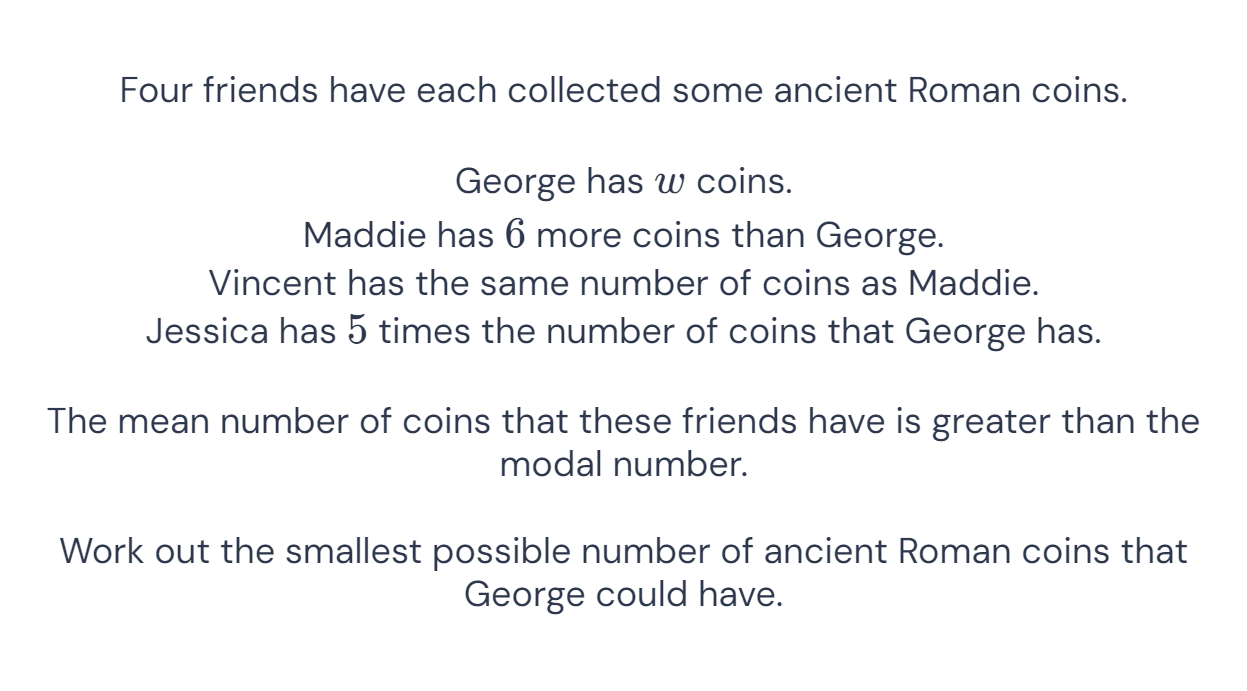 Four friends have each collected some ancient Roman coins.
George has w coins.
Maddie has 6 more coins than George.
Vincent has the same number of coins as Maddie.
Jessica has 5 times the number of coins that George has.
The mean number of coins that these friends have is greater than the
modal number.
Work out the smallest possible number of ancient Roman coins that
George could have.